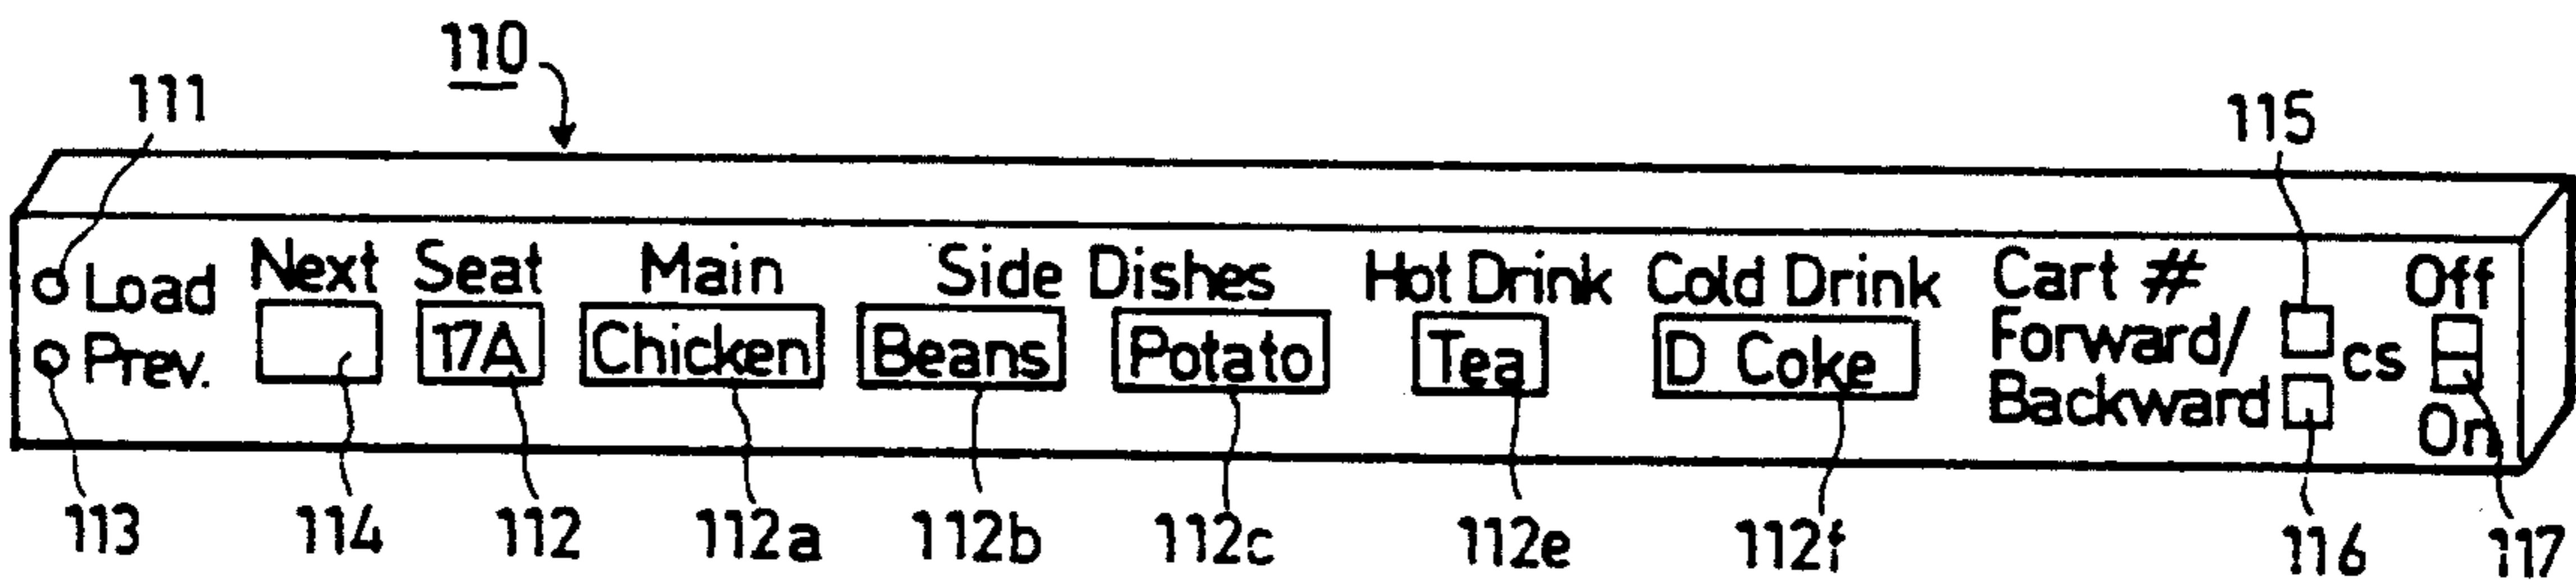 110
111
115
Load Next Seat Main Side Dishes Hot Drink Cold Drink Cart # Off
Prev. 17A Chicken Beans Potato Tea D Coke Forward/ cs
Backward On
113 114 112 112a 112b 112c 112e 112f 116 117